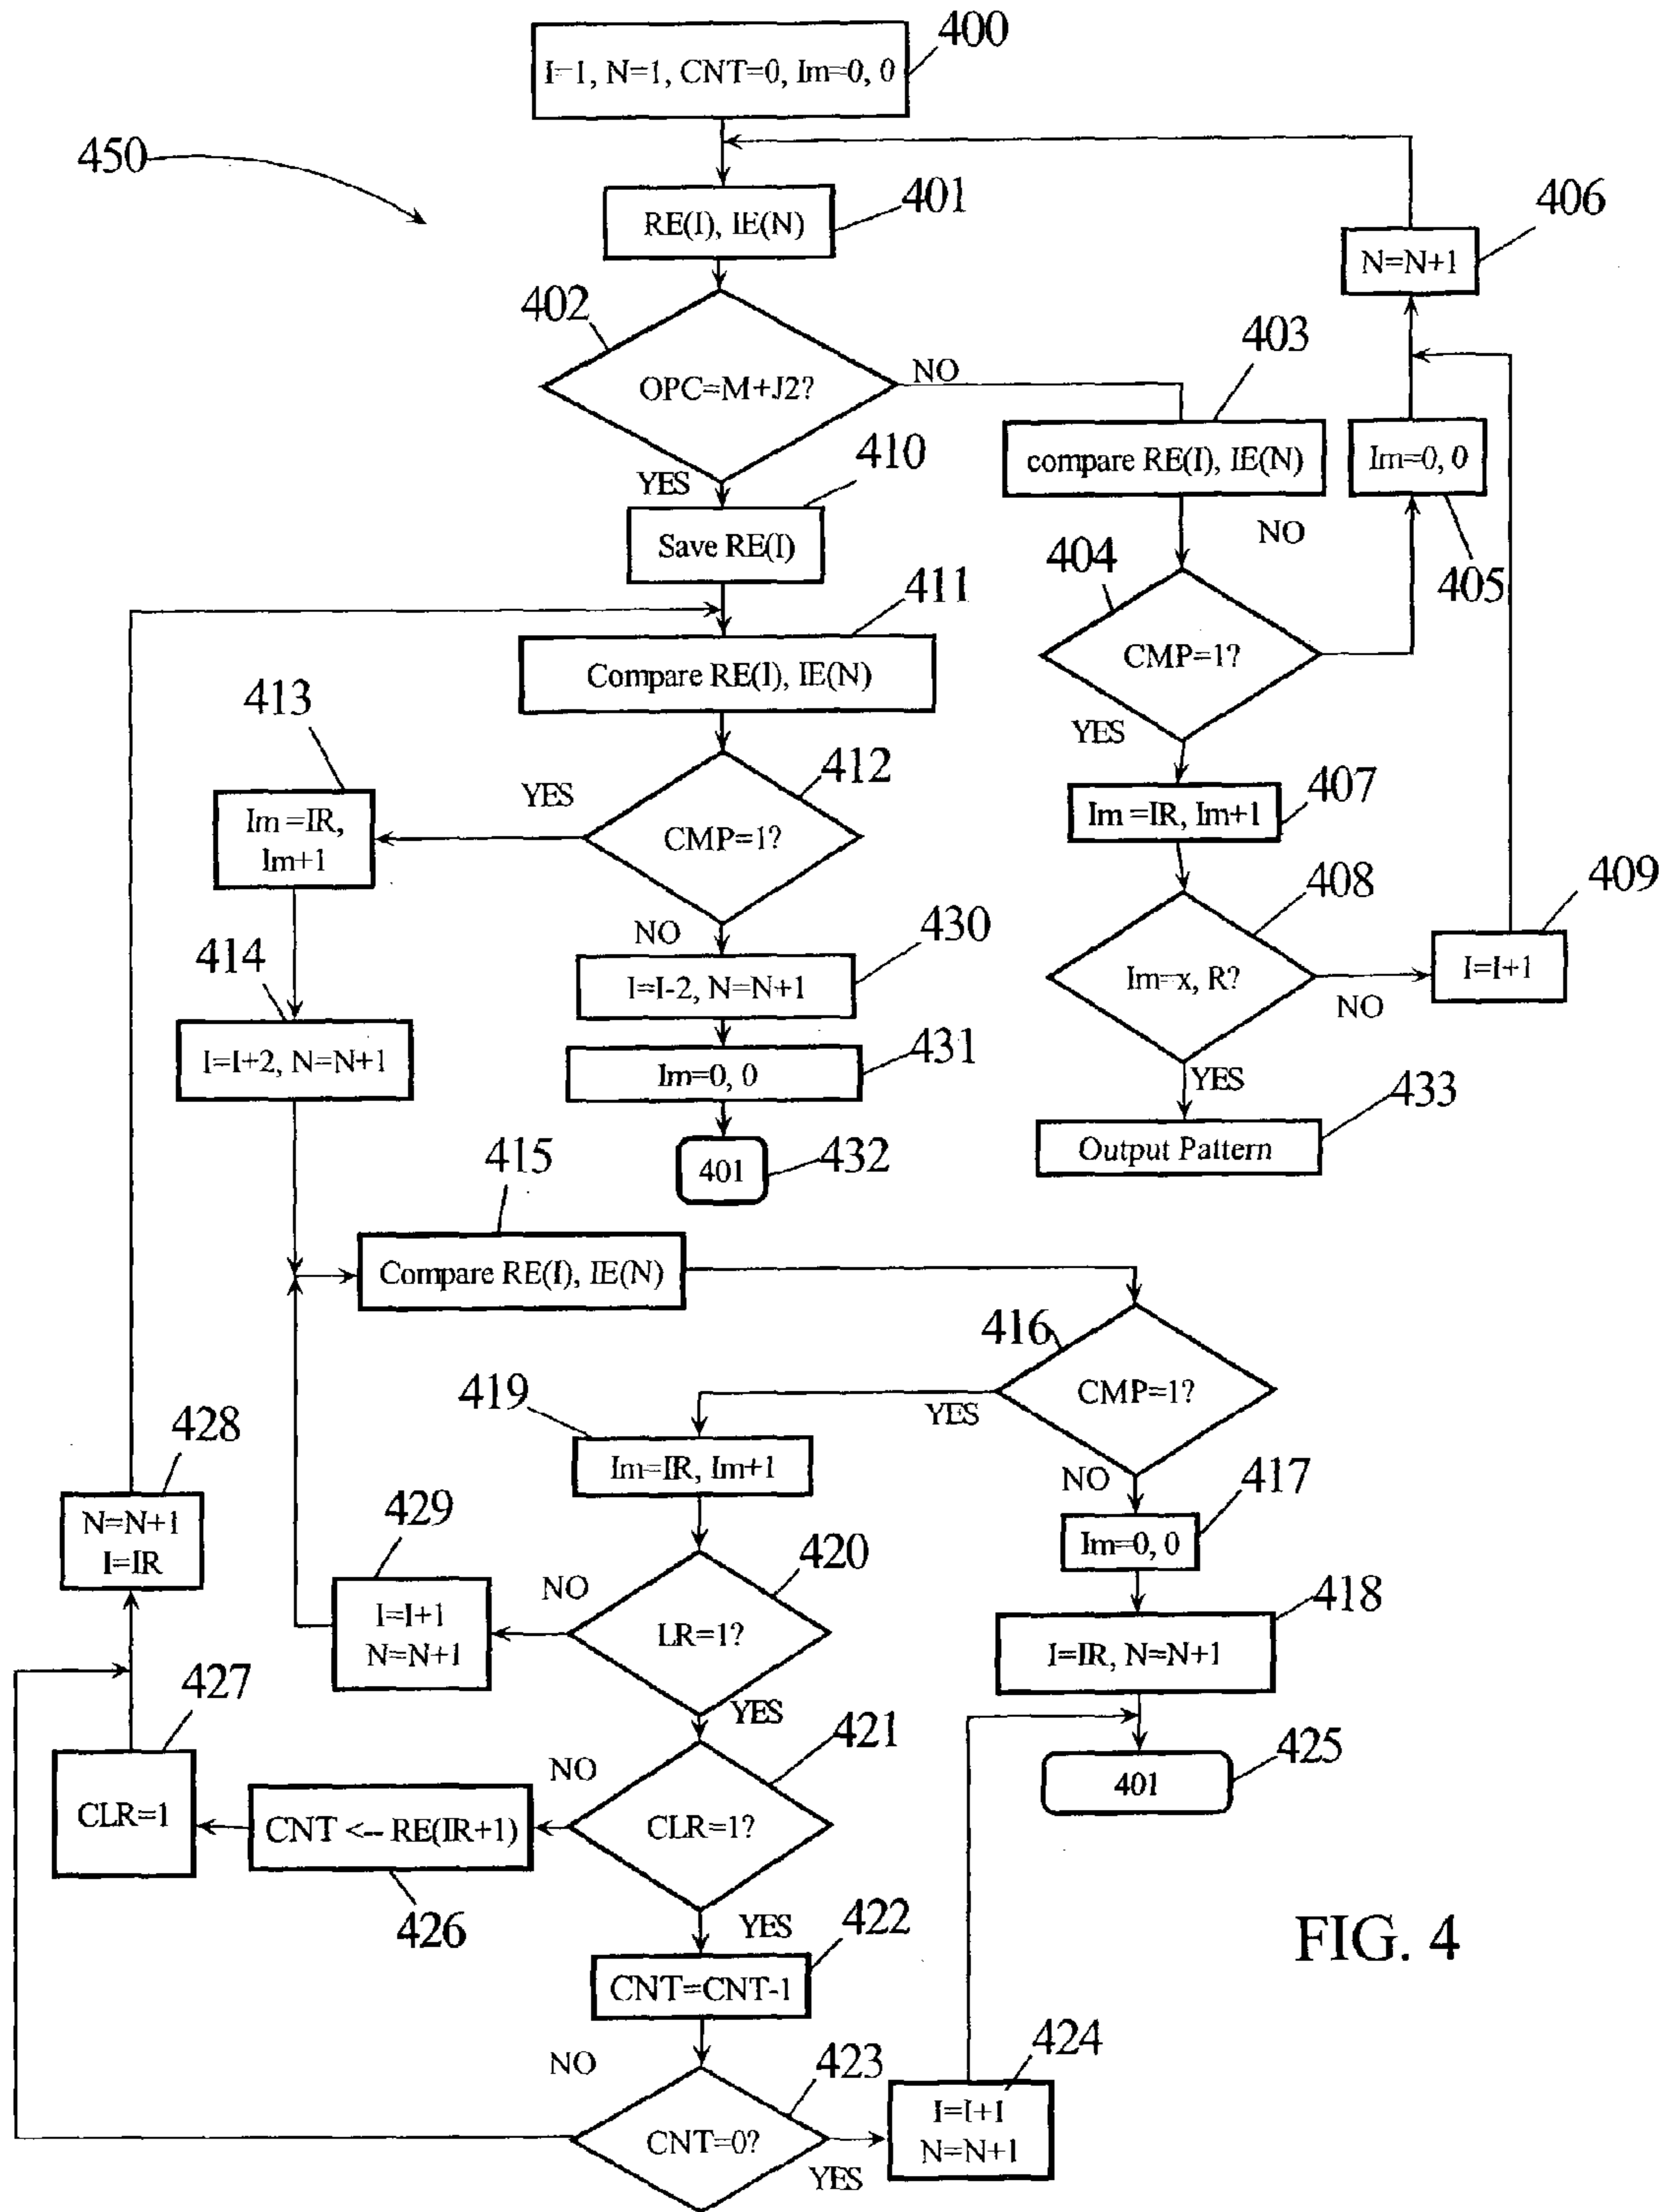 400
I=1, N=1, CNT=0, Im=0, 0
450
401
RE(I), IE(N)
406
N=N+1
402
OPC=M+J2?
NO
403
compare RE(I), IE(N)
Im=0, 0
405
YES
410
Save RE(I)
NO
404
CMP=1?
YES
411
Compare RE(I), IE(N)
413
Im =IR,
Im+1
YES
412
CMP=1?
NO
407
Im =IR, Im+1
408
Im=x, R?
NO
409
I=I+1
YES
433
Output Pattern
414
I=I+2, N=N+1
430
I=I-2, N=N+1
431
Im=0, 0
401
432
415
Compare RE(I), IE(N)
416
CMP=1?
YES
NO
417
Im=0, 0
418
I=IR, N=N+1
401
425
419
Im=IR, Im+1
420
LR=1?
NO
YES
429
I=I+1
N=N+1
428
N=N+1
I=IR
427
CLR=1
421
CLR=1?
NO
YES
CNT <-- RE(IR+1)
426
422
CNT=CNT-1
423
CNT=0?
NO
YES
424
I=I+I
N=N+1
FIG. 4